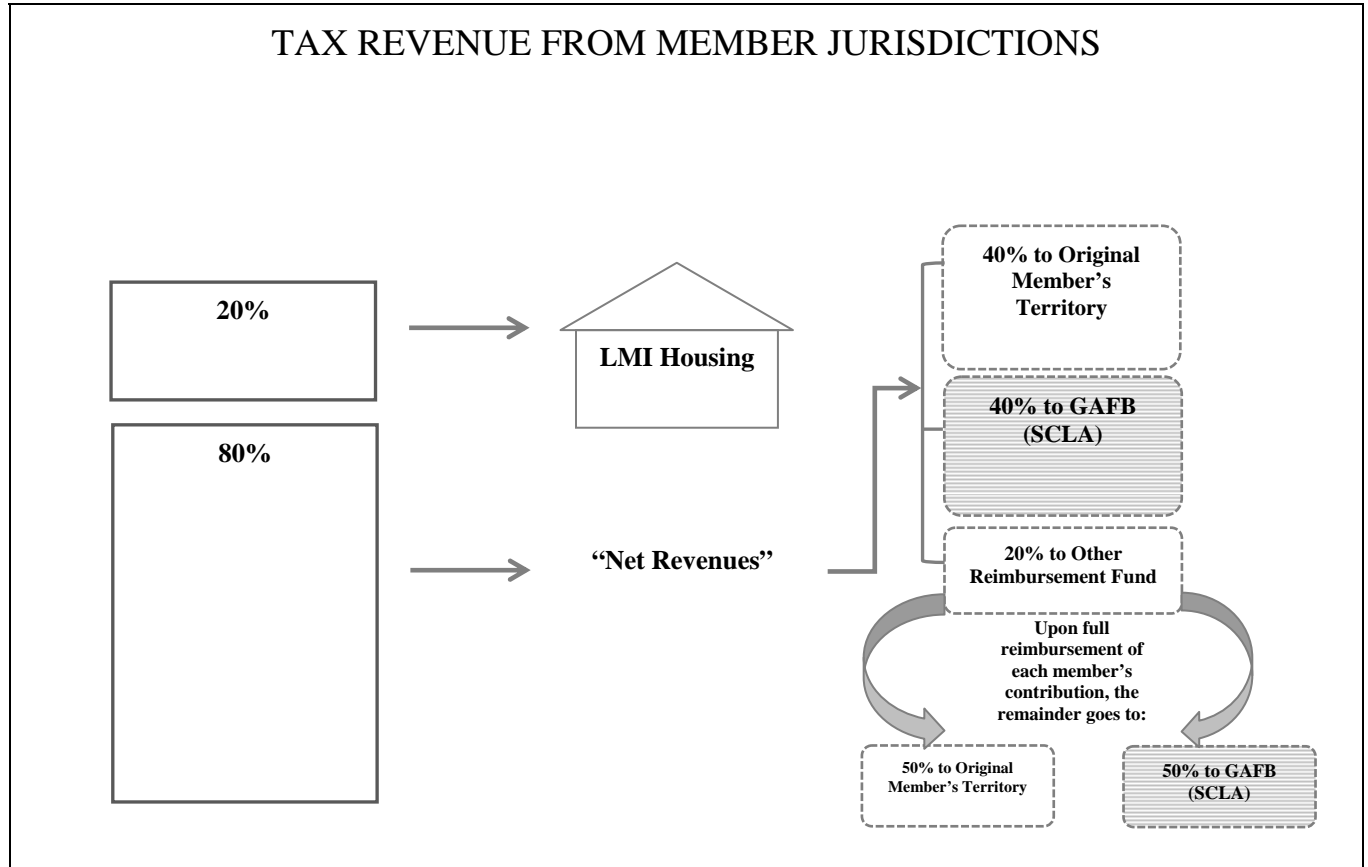 TAX REVENUE FROM MEMBER JURISDICTIONS
20%
LMI Housing
80%
“Net Revenues”
40% to Original
Member’s
Territory
40% to GAFB
(SCLA)
20% to Other
Reimbursement Fund
Upon full
reimbursement of
each member’s
contribution, the
remainder goes to:
50% to Original
Member’s Territory
50% to GAFB
(SCLA)